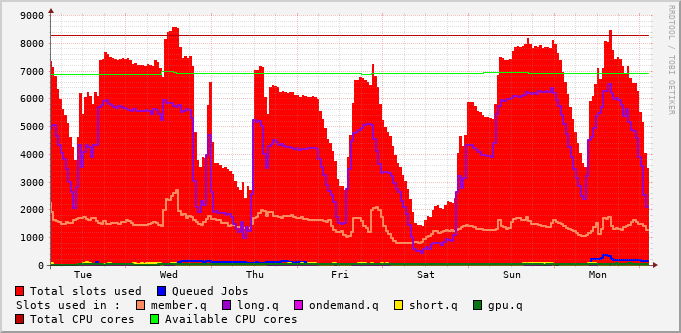 9000
8000
7000
6000
5000
4000
3000
2000
1000
0
Tue Wed Thu Fri Sat Sun Mon
RRDTOOL / TOBI OETIKER
Total slots used Queued Jobs
Slots used in : member.q long.q ondemand.q short.q gpu.q
Total CPU cores Available CPU cores